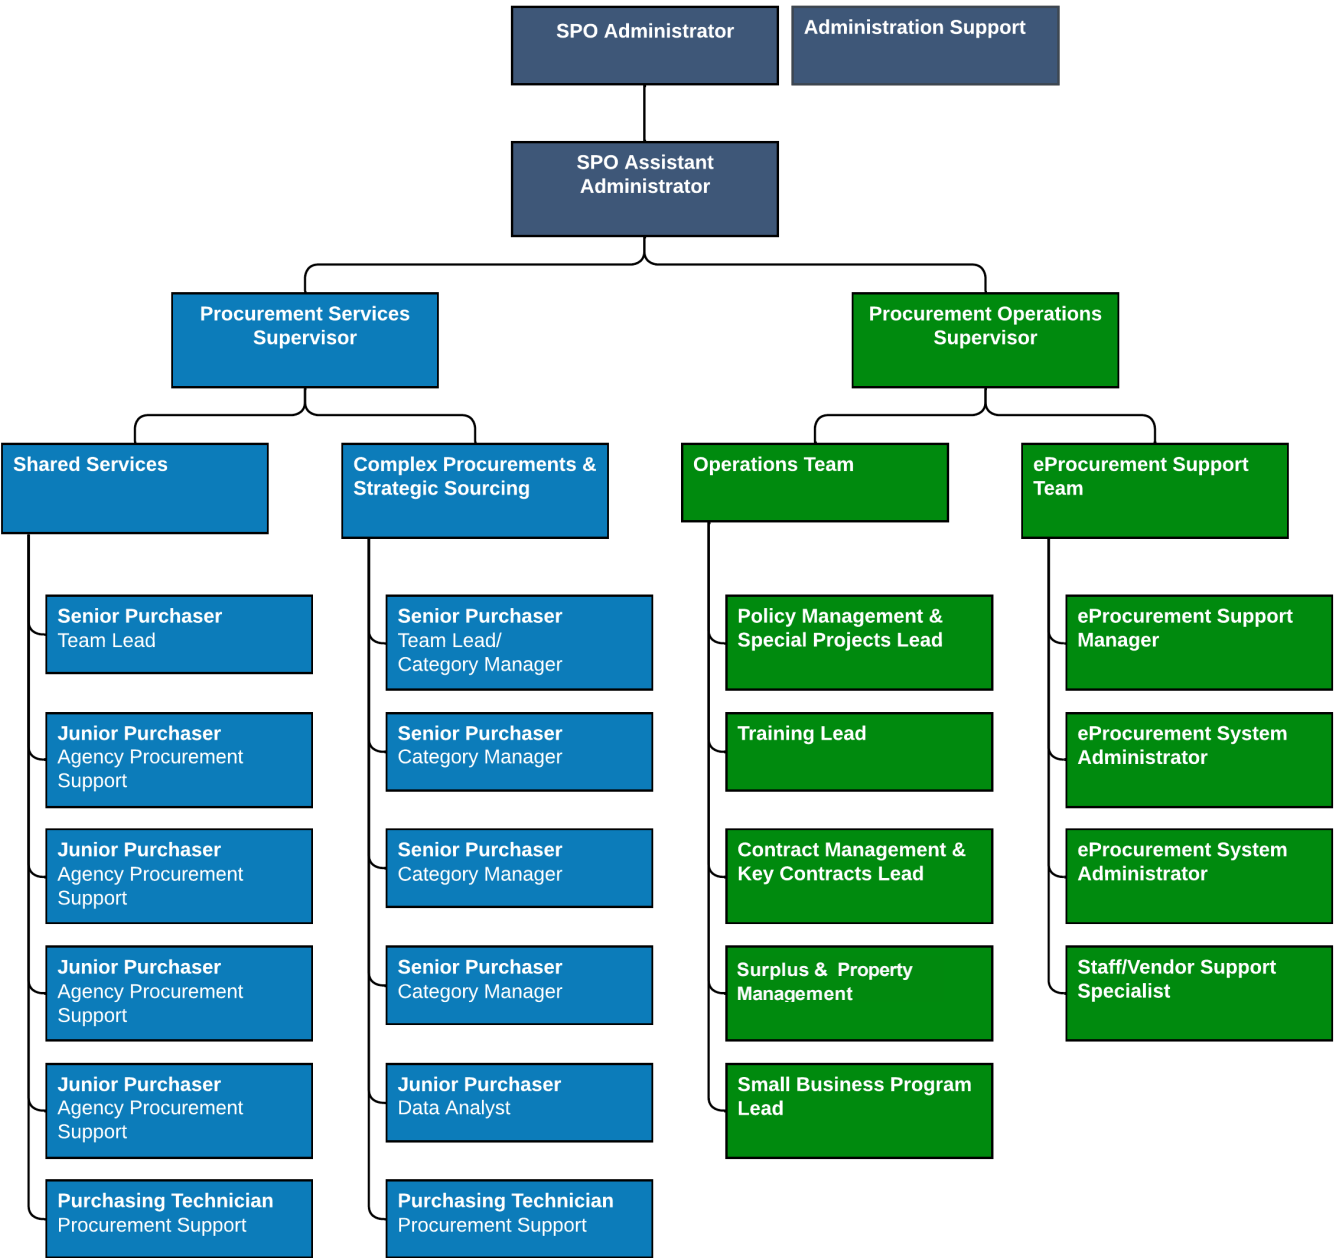 SPO Administrator
Administration Support
SPO Assistant
Administrator
Procurement Services
Supervisor
Procurement Operations
Supervisor
Shared Services
Complex Procurements &
Strategic Sourcing
Operations Team
eProcurement Support
Team
Senior Purchaser
Team Lead
Junior Purchaser
Agency Procurement
Support
Junior Purchaser
Agency Procurement
Support
Junior Purchaser
Agency Procurement
Support
Junior Purchaser
Agency Procurement
Support
Purchasing Technician
Procurement Support
Senior Purchaser
Team Lead/
Category Manager
Senior Purchaser
Category Manager
Senior Purchaser
Category Manager
Senior Purchaser
Category Manager
Junior Purchaser
Data Analyst
Purchasing Technician
Procurement Support
Policy Management &
Special Projects Lead
Training Lead
Contract Management &
Key Contracts Lead
Surplus & Property
Management
Small Business Program
Lead
eProcurement Support
Manager
eProcurement System
Administrator
eProcurement System
Administrator
Staff/Vendor Support
Specialist